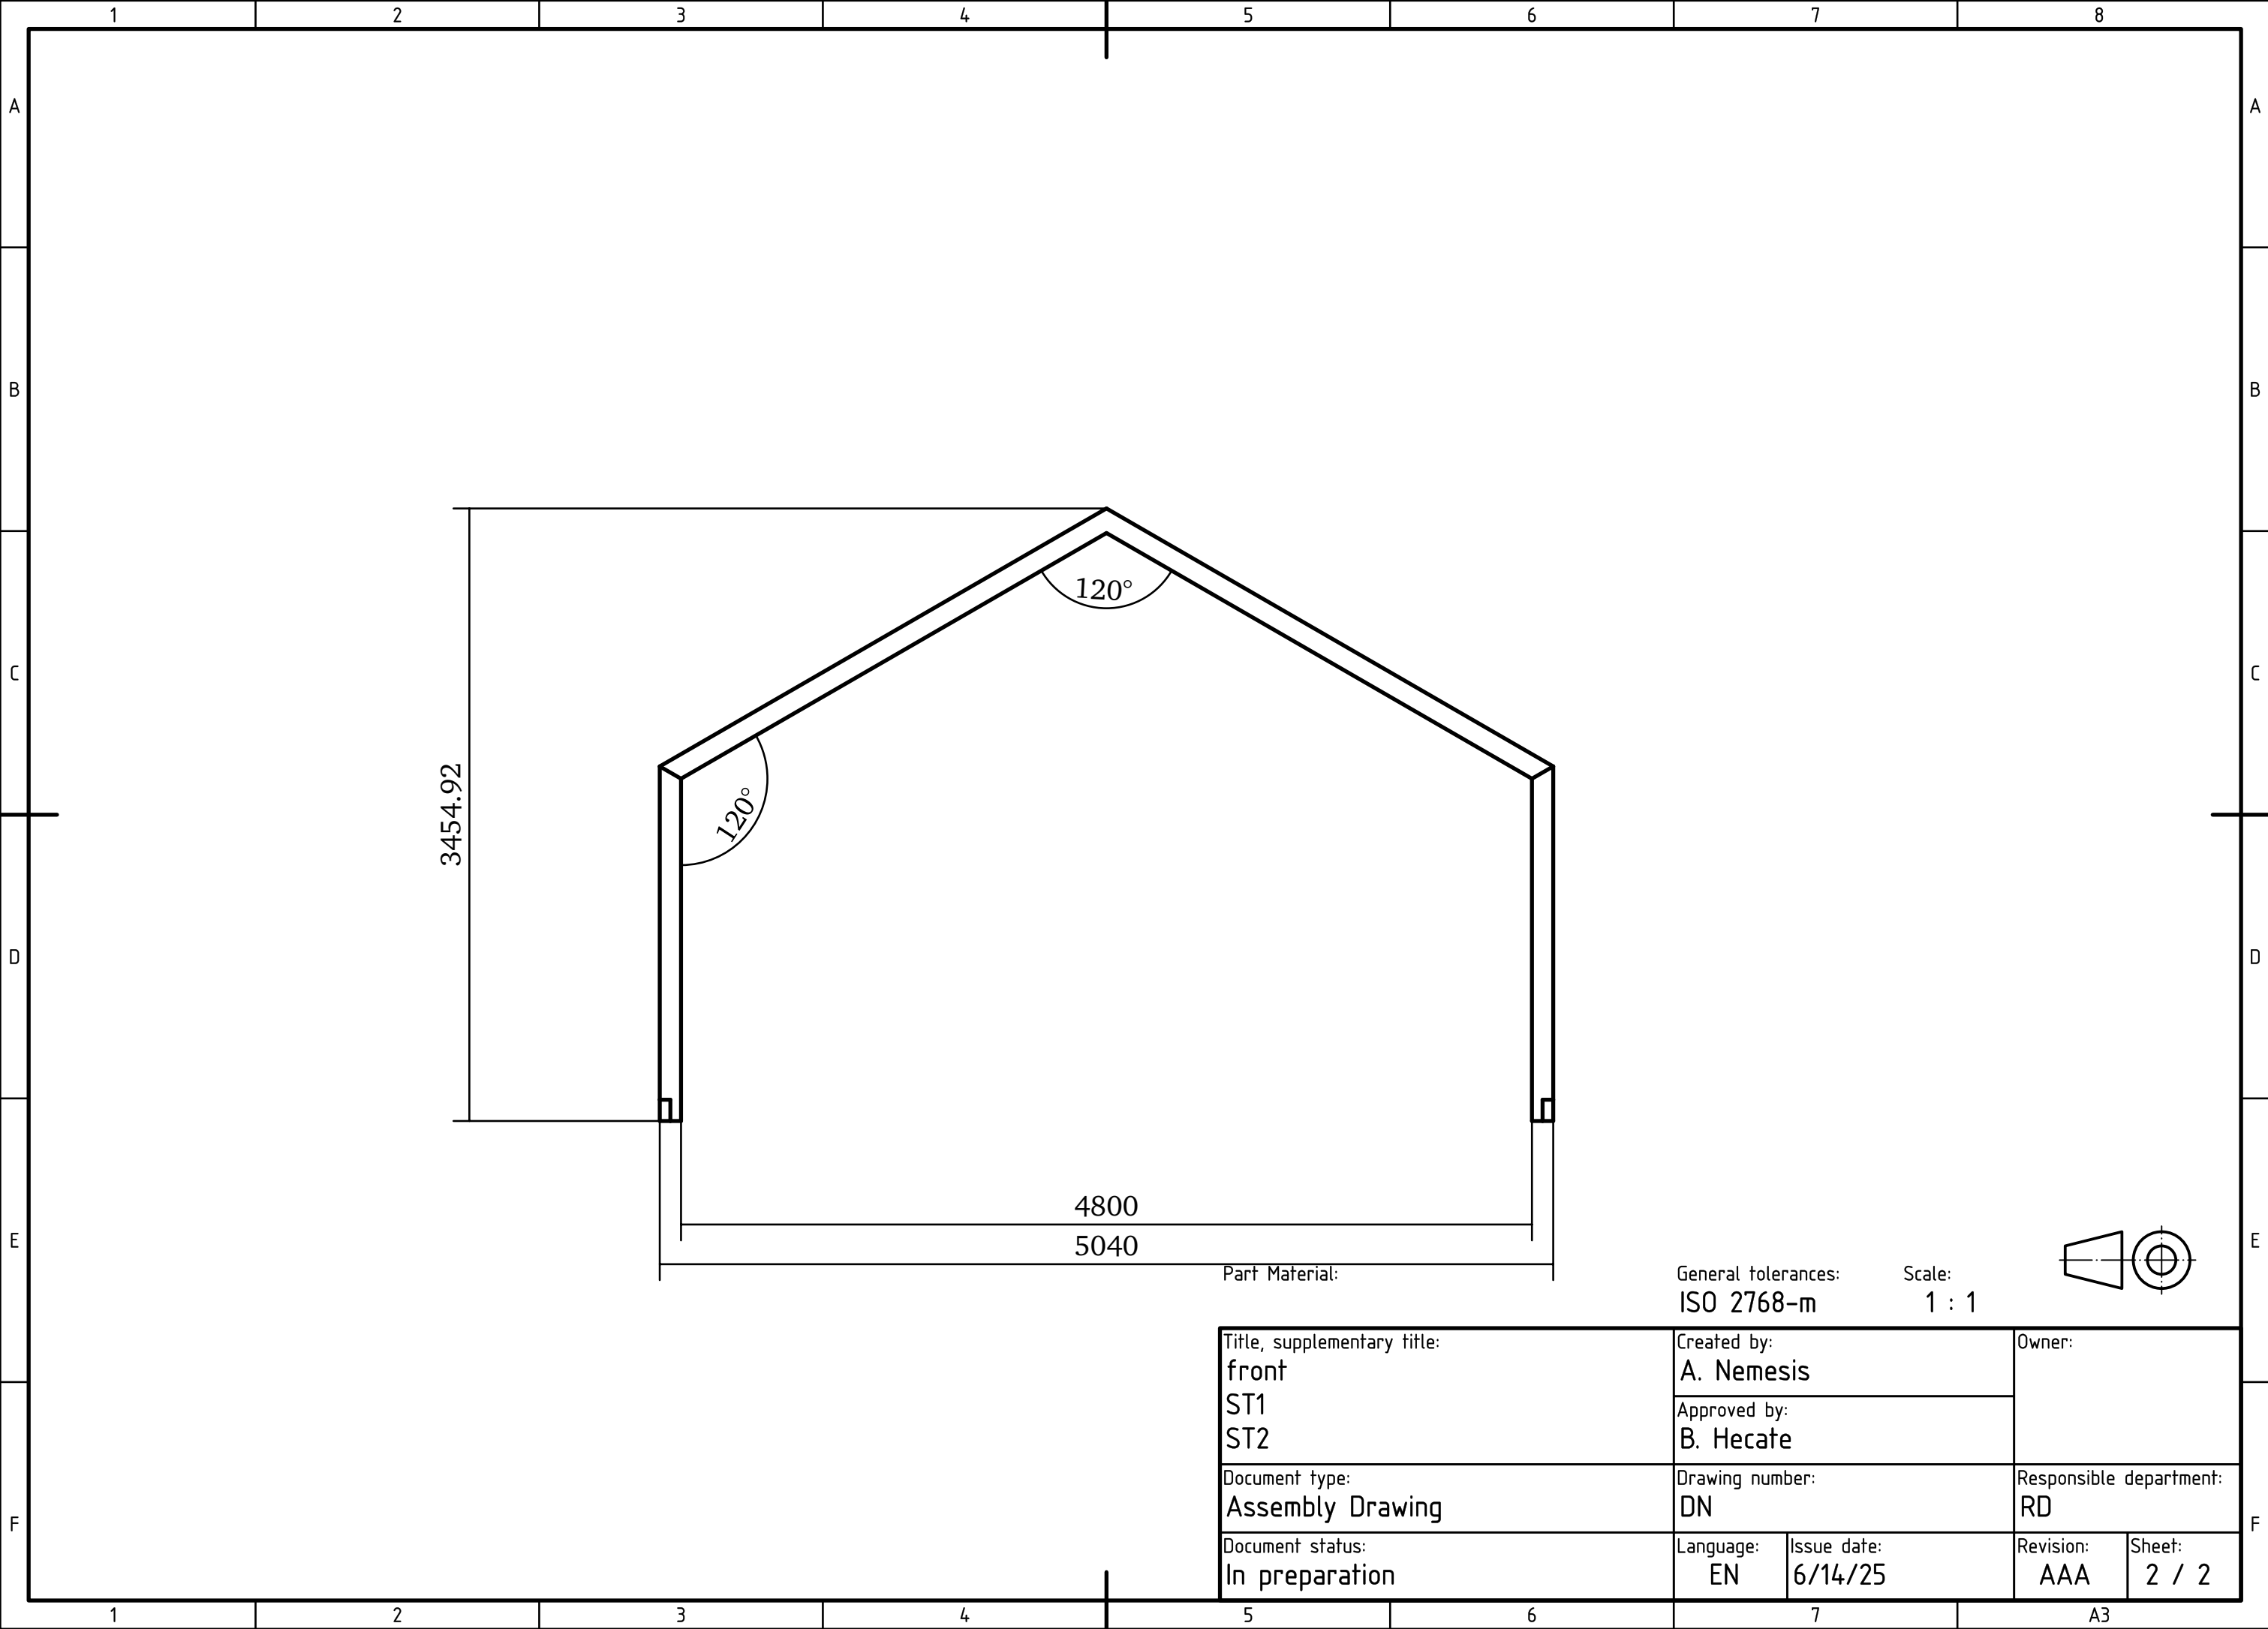 1 2 3 4 5 6 7 8
A A
B B
120°
C C
3454.92
120°
D D
4800
E E
5040
Part Material:
General tolerances: Scale:
ISO 2768-m 1 : 1
Title, supplementary title: Created by: Owner:
front A. Nemesis
ST1 Approved by:
ST2 B. Hecate
Document type: Drawing number: Responsible department:
Assembly Drawing DN RD
F F
Document status: Language: Issue date: Revision: Sheet:
In preparation EN 6/14/25 AAA 2 / 2
1 2 3 4 5 6 7 A3